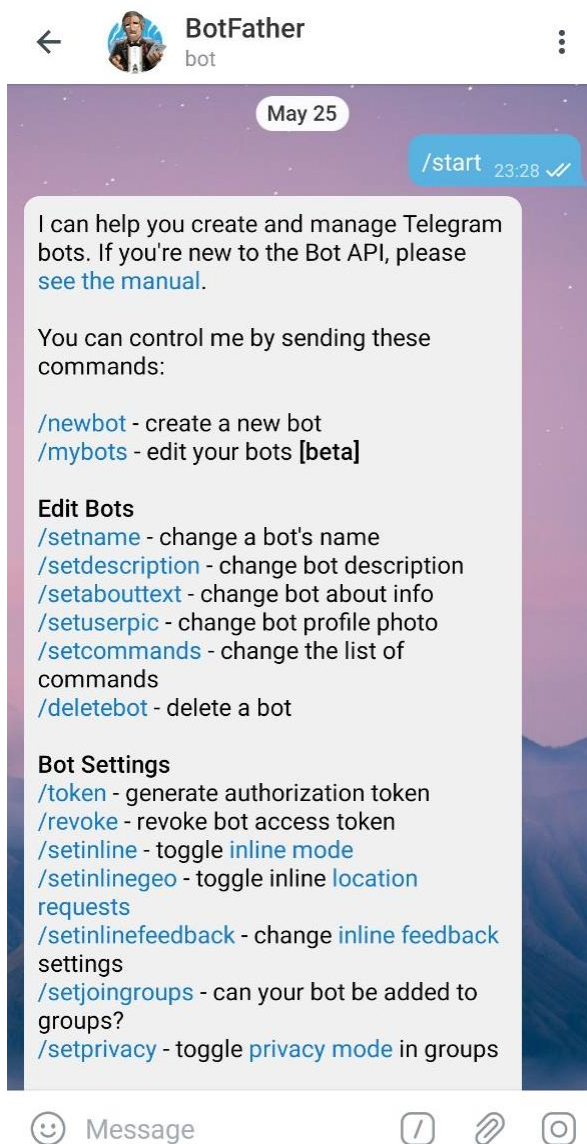 BotFather
bot
May 25
/start 23:28
I can help you create and manage Telegram
bots. If you're new to the Bot API, please
see the manual.
You can control me by sending these
commands:
/newbot - create a new bot
/mybots - edit your bots [beta]
Edit Bots
/setname - change a bot's name
/setdescription - change bot description
/setabouttext - change bot about info
/setuserpic - change bot profile photo
/setcommands - change the list of
commands
/deletebot - delete a bot
Bot Settings
/token - generate authorization token
/revoke - revoke bot access token
/setinline - toggle inline mode
/setinlinegeo - toggle inline location
requests
/setinlinefeedback - change inline feedback
settings
/setjoingroups - can your bot be added to
groups?
/setprivacy - toggle privacy mode in groups
Message